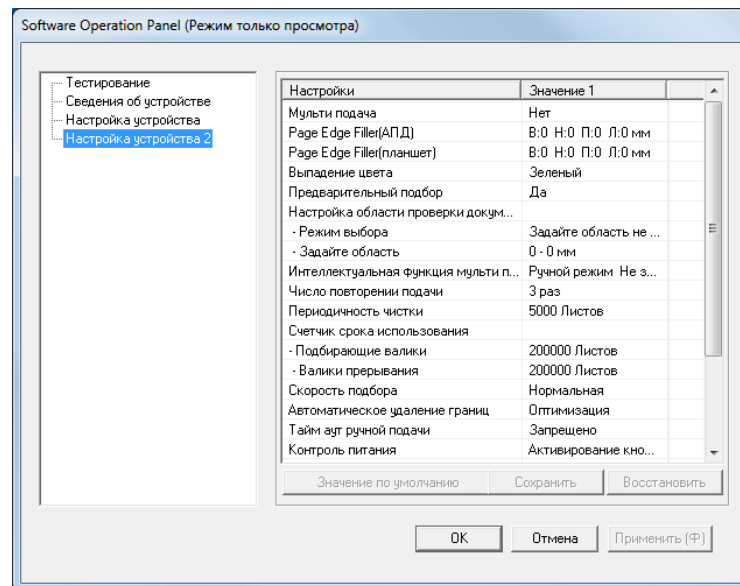 Software Operation Panel (Режим только просмотра)
Тестирование
Сведения об устройстве
Настройка устройства
Настройка устройства 2
Настройки Значение 1
Мульти подача Нет
Page Edge Filler(АПД) В:0 Н:0 П:0 Л:0 мм
Page Edge Filler(планшет) В:0 Н:0 П:0 Л:0 мм
Выпадение цвета Зеленый
Предварительный подбор Да
Настройка области проверки докум...
- Режим выбора Задайте область не ...
- Задайте область 0 - 0 мм
Интеллектуальная функция мульти п... Ручной режим Не з...
Число повторении подачи 3 раз
Периодичность чистки 5000 Листов
Счетчик срока использования
- Подбирающие валики 200000 Листов
- Валики прерывания 200000 Листов
Скорость подбора Нормальная
Автоматическое удаление границ Оптимизация
Тайм аут ручной подачи Запрещено
Контроль питания Активирование кно...
Значение по умолчанию Сохранить Восстановить
OK Отмена Применить (Ф)